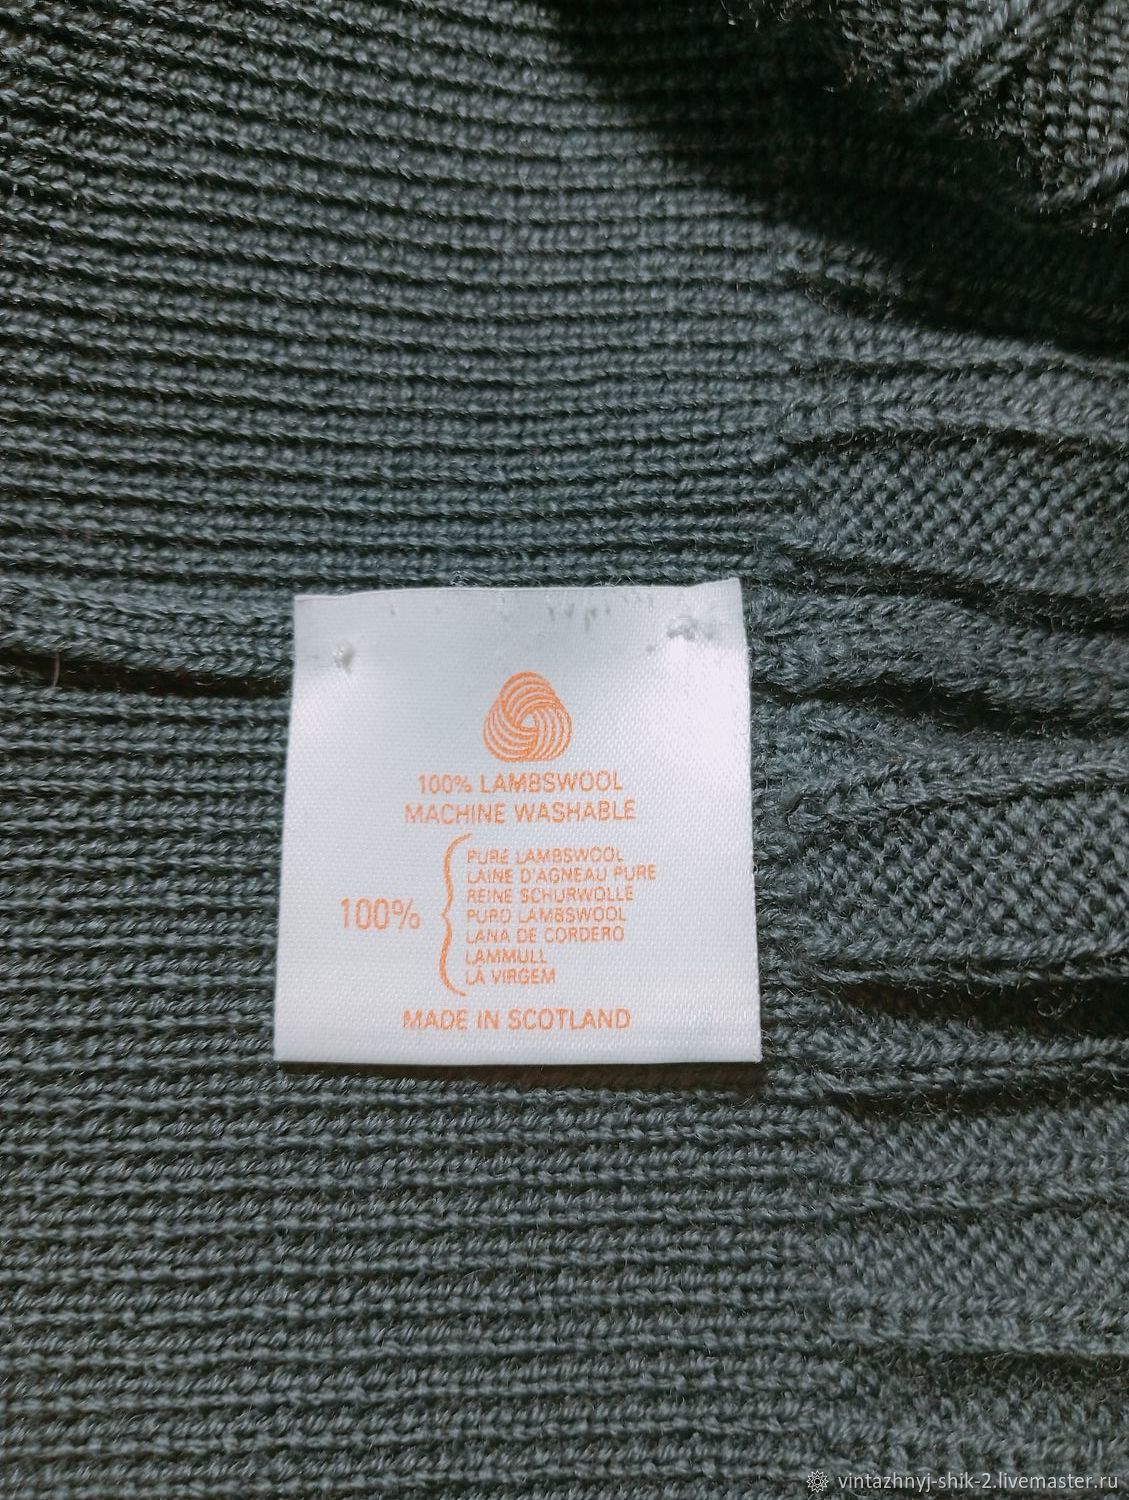 100% LAMBSWOOL
MACHINE WASHABLE
100%
PURE LAMBSWOOL
LAINE D'AGNEAU PURE
REINE SCHURWOLLE
PURO LAMBSWOOL
LANA DE CORDERO
LAMMULL
LÀ VIRGEM
MADE IN SCOTLAND
vintazhnyj-shik-2.livemaster.ru